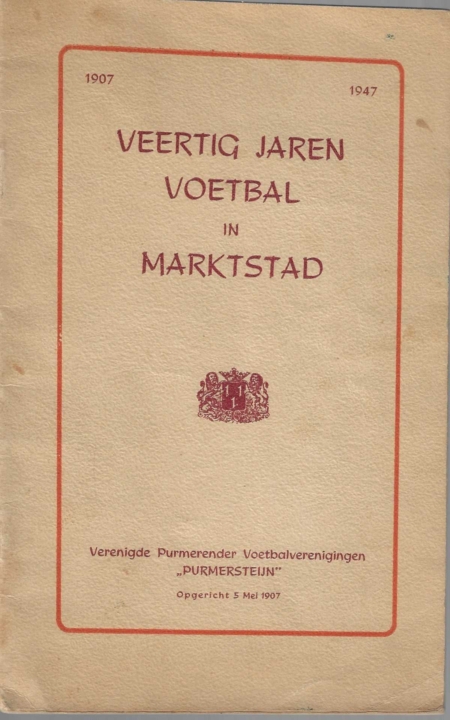 1907
1947
VEERTIG JAREN
VOETBAL
IN
MARKTSTAD
Verenigde Purmerender Voetbalverenigingen
„PURMERSTEIJN”
Opgericht 5 Mei 1907